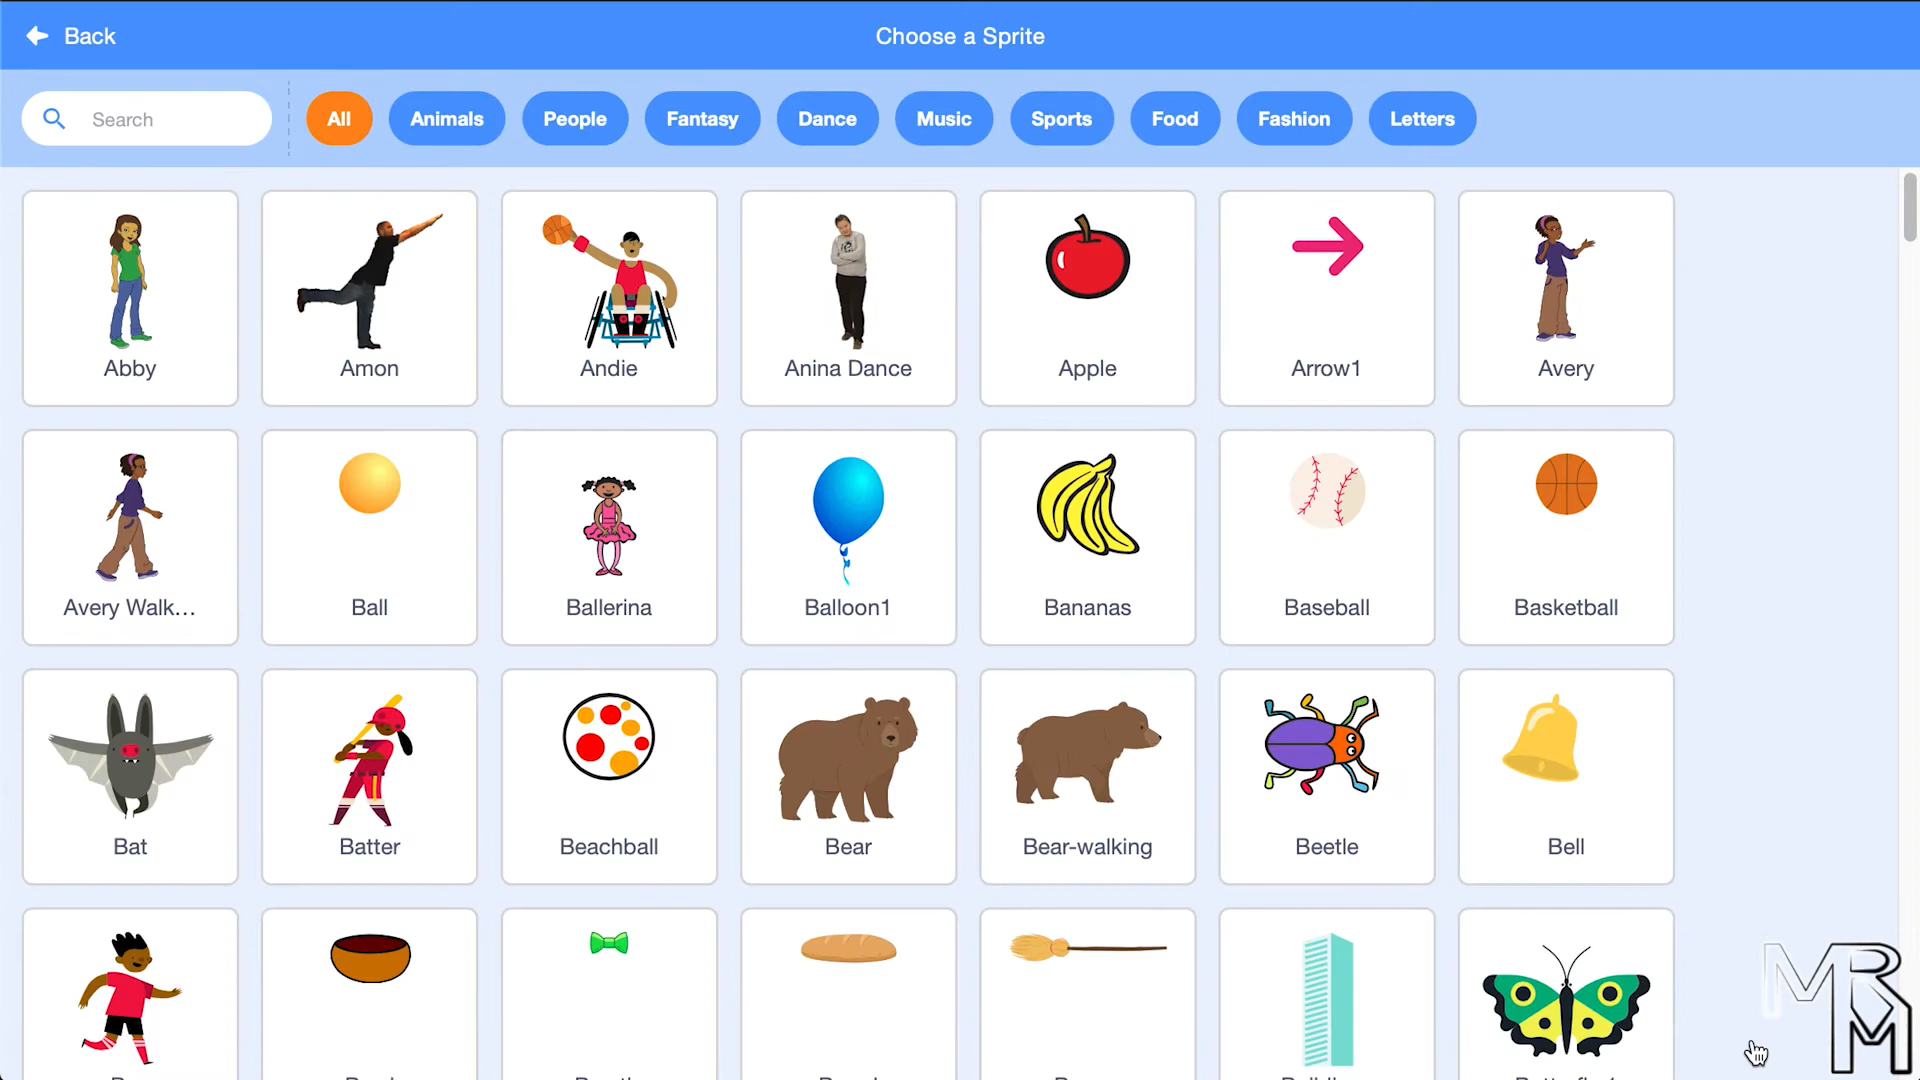 Back
Choose a Sprite
Search
All
Animals
People
Fantasy
Dance
Music
Sports
Food
Fashion
Letters
Abby
Amon
Andie
Anina Dance
Apple
Arrow1
Avery
Avery Walk...
Ball
Ballerina
Balloon1
Bananas
Baseball
Basketball
Bat
Batter
Beachball
Bear
Bear-walking
Beetle
Bell
MR
M